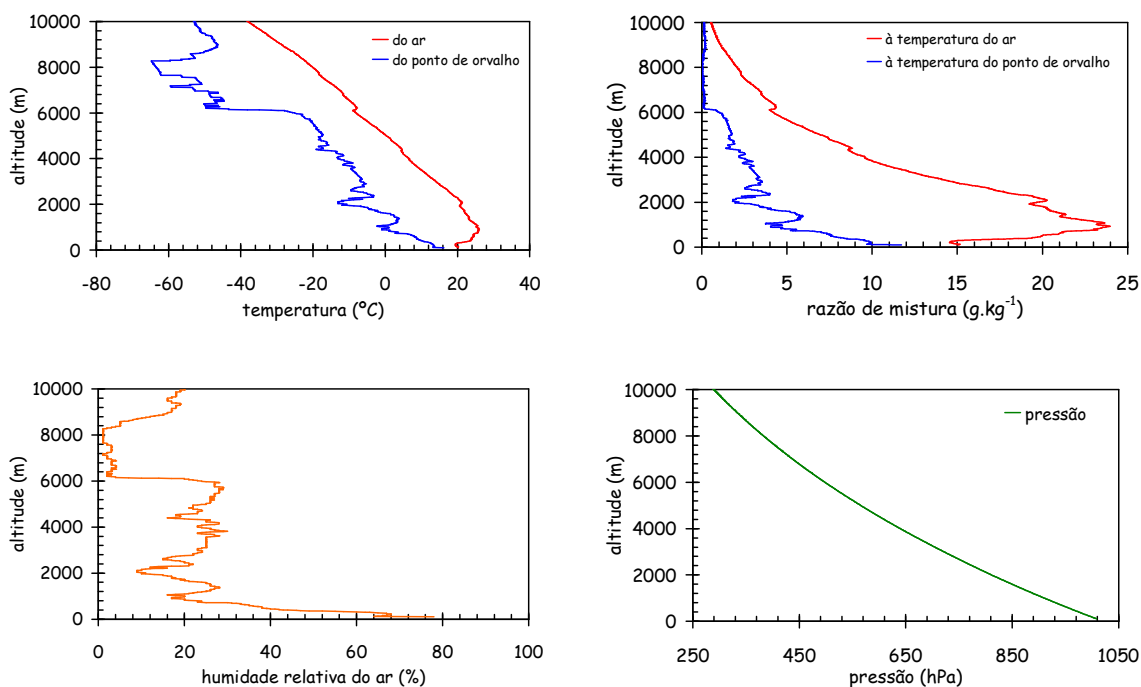 10000
8000
6000
4000
2000
0
altitude (m)
do ar
do ponto de orvalho
-80 -60 -40 -20 0 20 40
temperatura (ºC)
10000
8000
6000
4000
2000
0
altitude (m)
à temperatura do ar
à temperatura do ponto de orvalho
0 5 10 15 20 25
razão de mistura (g.kg⁻¹)
10000
8000
6000
4000
2000
0
altitude (m)
0 20 40 60 80 100
humidade relativa do ar (%)
10000
8000
6000
4000
2000
0
altitude (m)
pressão
250 450 650 850 1050
pressão (hPa)